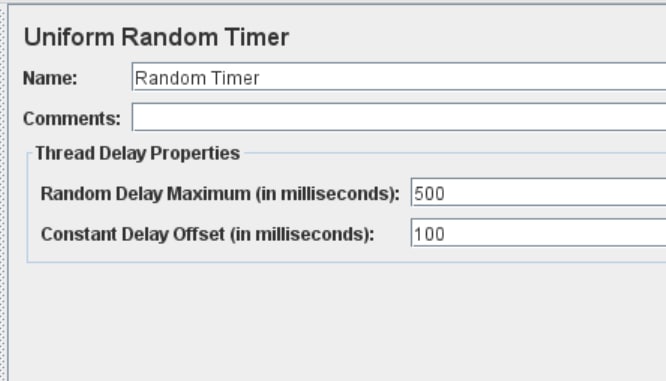 Uniform Random Timer
Name: Random Timer
Comments:
Thread Delay Properties
Random Delay Maximum (in milliseconds): 500
Constant Delay Offset (in milliseconds): 100